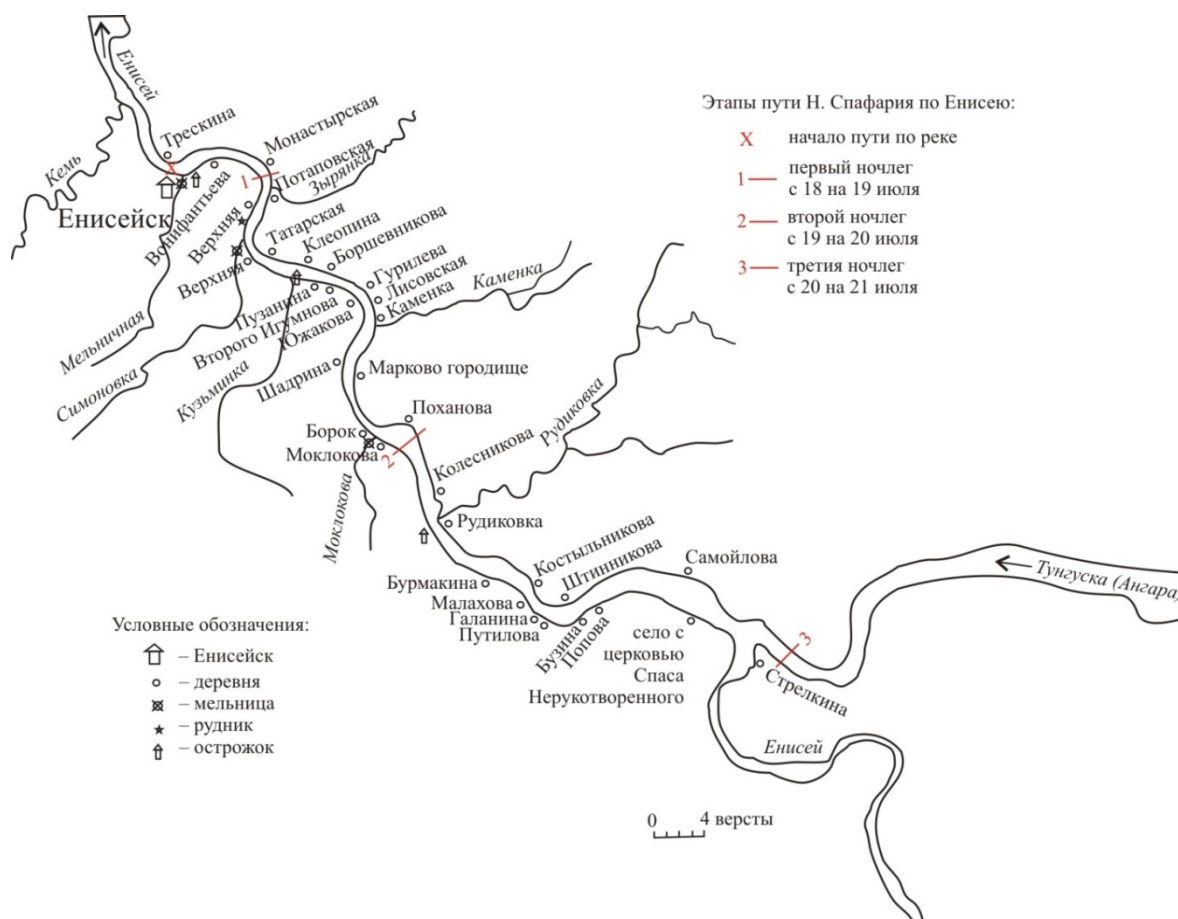 Енисей
Трескина
Монастырская
Потаповская
Зырянка
Кемь
Енисейск
Вонифантьева
Верхняя
Верхняя
Татарская
Клеопина
Боршевникова
Гурилева
Лисовская
Каменка
Каменка
Пузанина
Второго Игумнова
Южакова
Мельничная
Симоновка
Кузьминка
Шадрина
Марково городище
Поханова
Борок
Моклокова
Моклокова
Колесникова
Рудиковка
Рудиковка
Костыльникова
Штинникова
Самойлова
Тунгуска (Ангара)
Бурмакина
Малахова
Галанина
Путилова
Бузина
Попова
село с
церковью
Спаса
Нерукотворенного
Стрелкина
Енисей
1
2
3
X
Этапы пути Н. Спафария по Енисею:
X начало пути по реке
1 первый ночлег
с 18 на 19 июля
2 второй ночлег
с 19 на 20 июля
3 третия ночлег
с 20 на 21 июля
Условные обозначения:
– Енисейск
– деревня
– мельница
– рудник
– острожок
0 4 версты